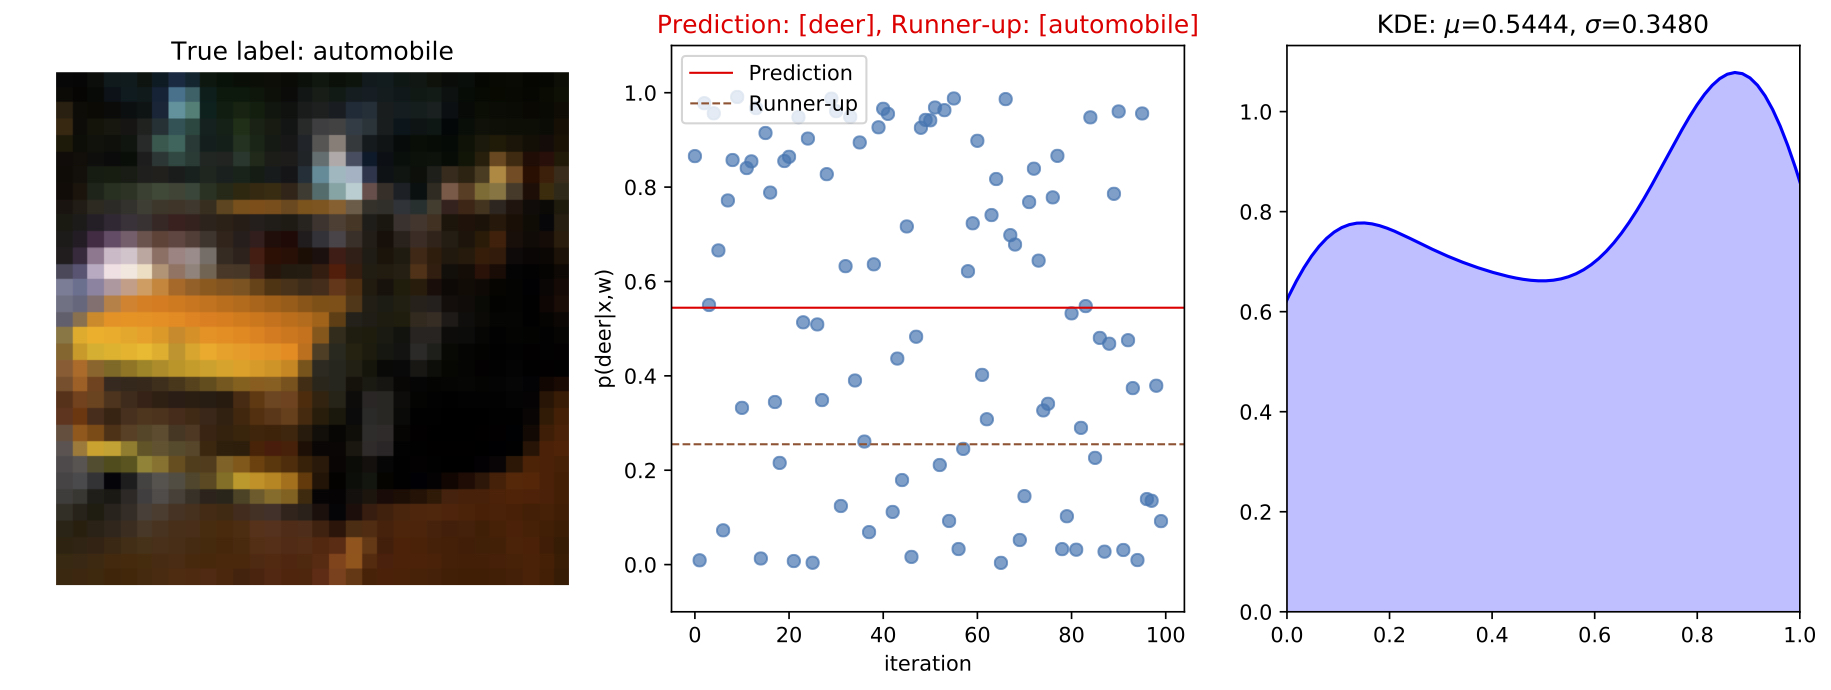 True label: automobile
Prediction: [deer], Runner-up: [automobile]
Prediction
Runner-up
p(deer|x,w)
1.0
0.8
0.6
0.4
0.2
0.0
0 20 40 60 80 100
iteration
KDE: μ=0.5444, σ=0.3480
1.0
0.8
0.6
0.4
0.2
0.0
0.0 0.2 0.4 0.6 0.8 1.0